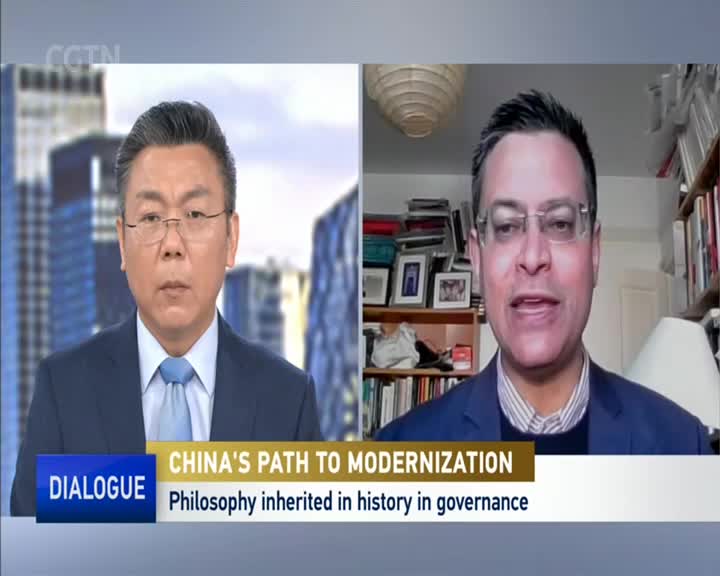 CGTN
CHINA'S PATH TO MODERNIZATION
DIALOGUE
Philosophy inherited in history in governance